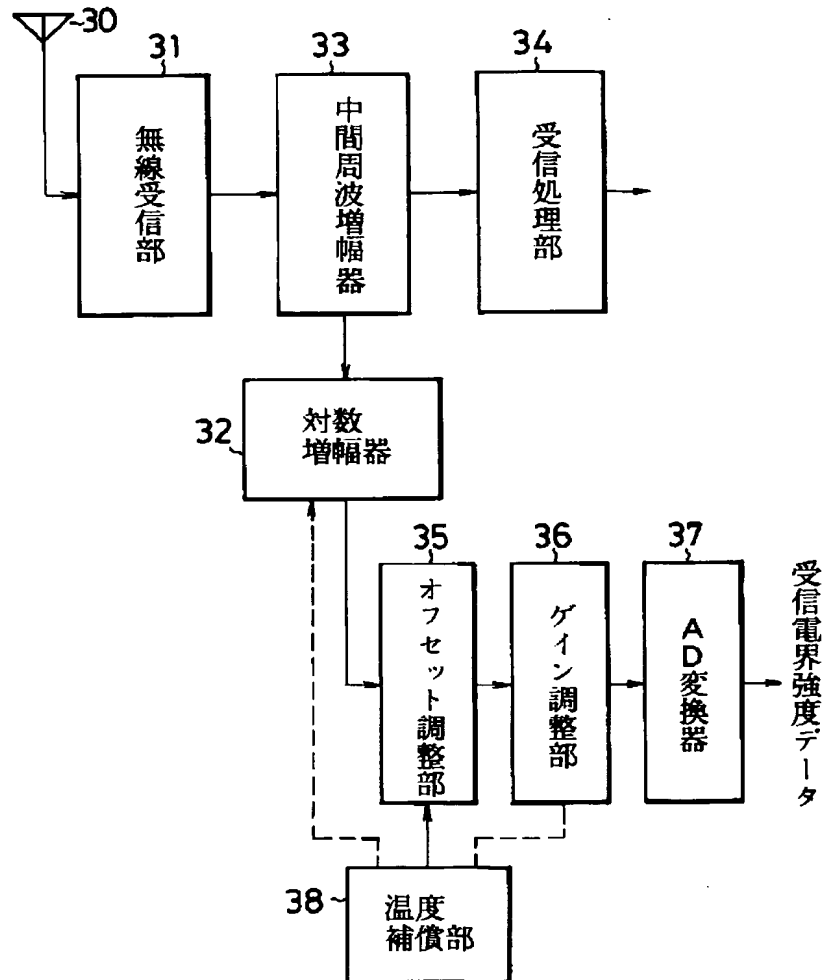 30
31
無線受信部
33
中間周波増幅器
34
受信処理部
32
対数
増幅器
35
オフセット調整部
36
ゲイン調整部
37
AD変換器
受信電界強度データ
38
温度
補償部